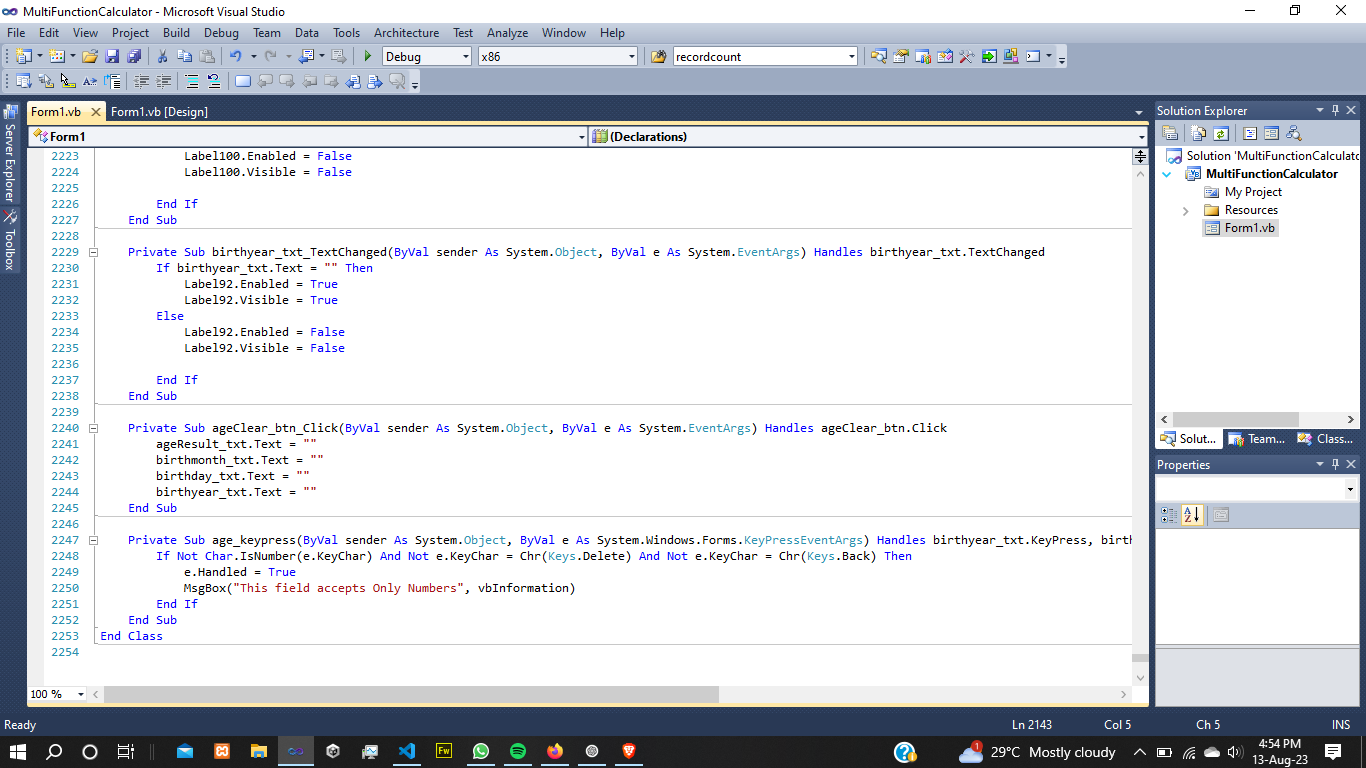 MultiFunctionCalculator - Microsoft Visual Studio
File Edit View Project Build Debug Team Data Tools Architecture Test Analyze Window Help
Debug x86 recordcount
Form1.vb Form1.vb [Design]
Form1 (Declarations)
Server Explorer
Toolbox
2223 Label100.Enabled = False
2224 Label100.Visible = False
2225
2226 End If
2227 End Sub
2228
2229 Private Sub birthyear_txt_TextChanged(ByVal sender As System.Object, ByVal e As System.EventArgs) Handles birthyear_txt.TextChanged
2230 If birthyear_txt.Text = "" Then
2231 Label92.Enabled = True
2232 Label92.Visible = True
2233 Else
2234 Label92.Enabled = False
2235 Label92.Visible = False
2236
2237 End If
2238 End Sub
2239
2240 Private Sub ageClear_btn_Click(ByVal sender As System.Object, ByVal e As System.EventArgs) Handles ageClear_btn.Click
2241 ageResult_txt.Text = ""
2242 birthmonth_txt.Text = ""
2243 birthday_txt.Text = ""
2244 birthyear_txt.Text = ""
2245 End Sub
2246
2247 Private Sub age_keypress(ByVal sender As System.Object, ByVal e As System.Windows.Forms.KeyPressEventArgs) Handles birthyear_txt.KeyPress, birth
2248 If Not Char.IsNumber(e.KeyChar) And Not e.KeyChar = Chr(Keys.Delete) And Not e.KeyChar = Chr(Keys.Back) Then
2249 e.Handled = True
2250 MsgBox("This field accepts Only Numbers", vbInformation)
2251 End If
2252 End Sub
2253 End Class
2254
100 %
Solution Explorer
Solution 'MultiFunctionCalculato
MultiFunctionCalculator
My Project
Resources
Form1.vb
Solut... Team... Class...
Properties
Ready Ln 2143 Col 5 Ch 5 INS
Fw 1 29°C Mostly cloudy 4:54 PM
13-Aug-23